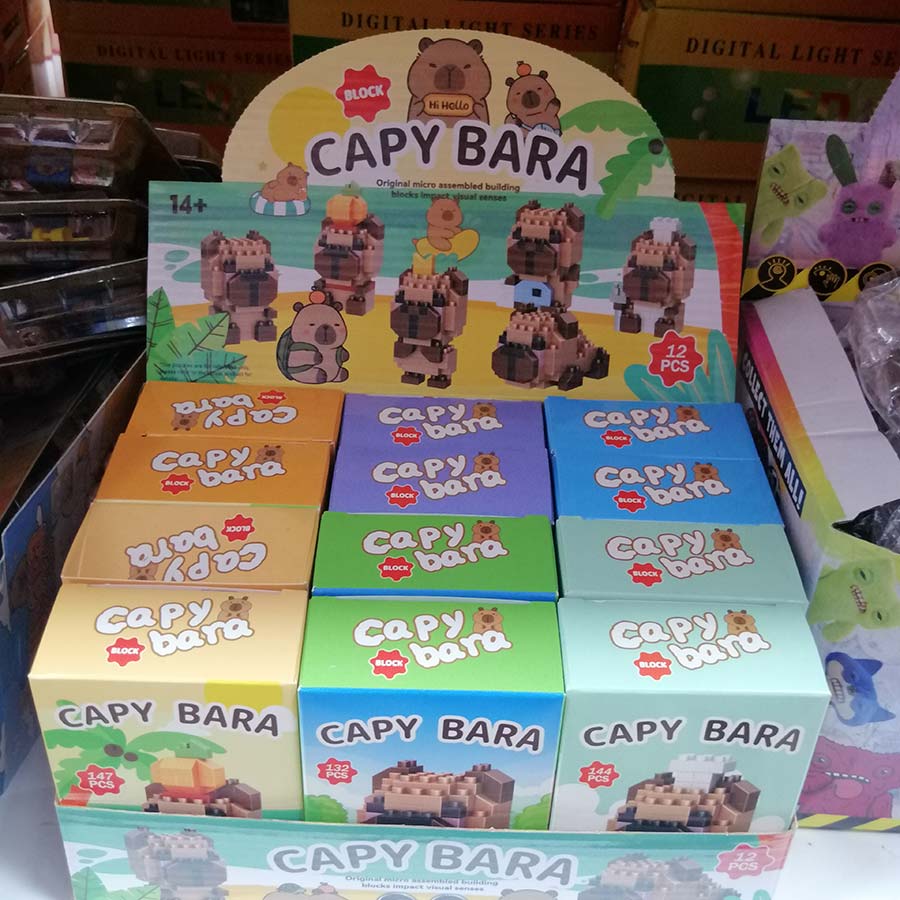 DIGITAL LIGHT SERIES
DIGITAL LIGHT SE
LED
BLOCK
Hi Hello
CAPY BARA
Original micro assembled building
blocks impact visual senses
14+
12
PCS
COLLECT THEM ALL!
capy
bara
BLOCK
capy
bara
BLOCK
capy
bara
BLOCK
capy
bara
BLOCK
capy
bara
BLOCK
capy
bara
BLOCK
capy
bara
BLOCK
capy
bara
BLOCK
capy
bara
BLOCK
capy
bara
BLOCK
capy
bara
BLOCK
capy
bara
BLOCK
CAPY BARA
147
PCS
CAPY BARA
132
PCS
CAPY BARA
144
PCS
CAPY BARA
Original micro assembled building
blocks impact visual senses
12
PCS